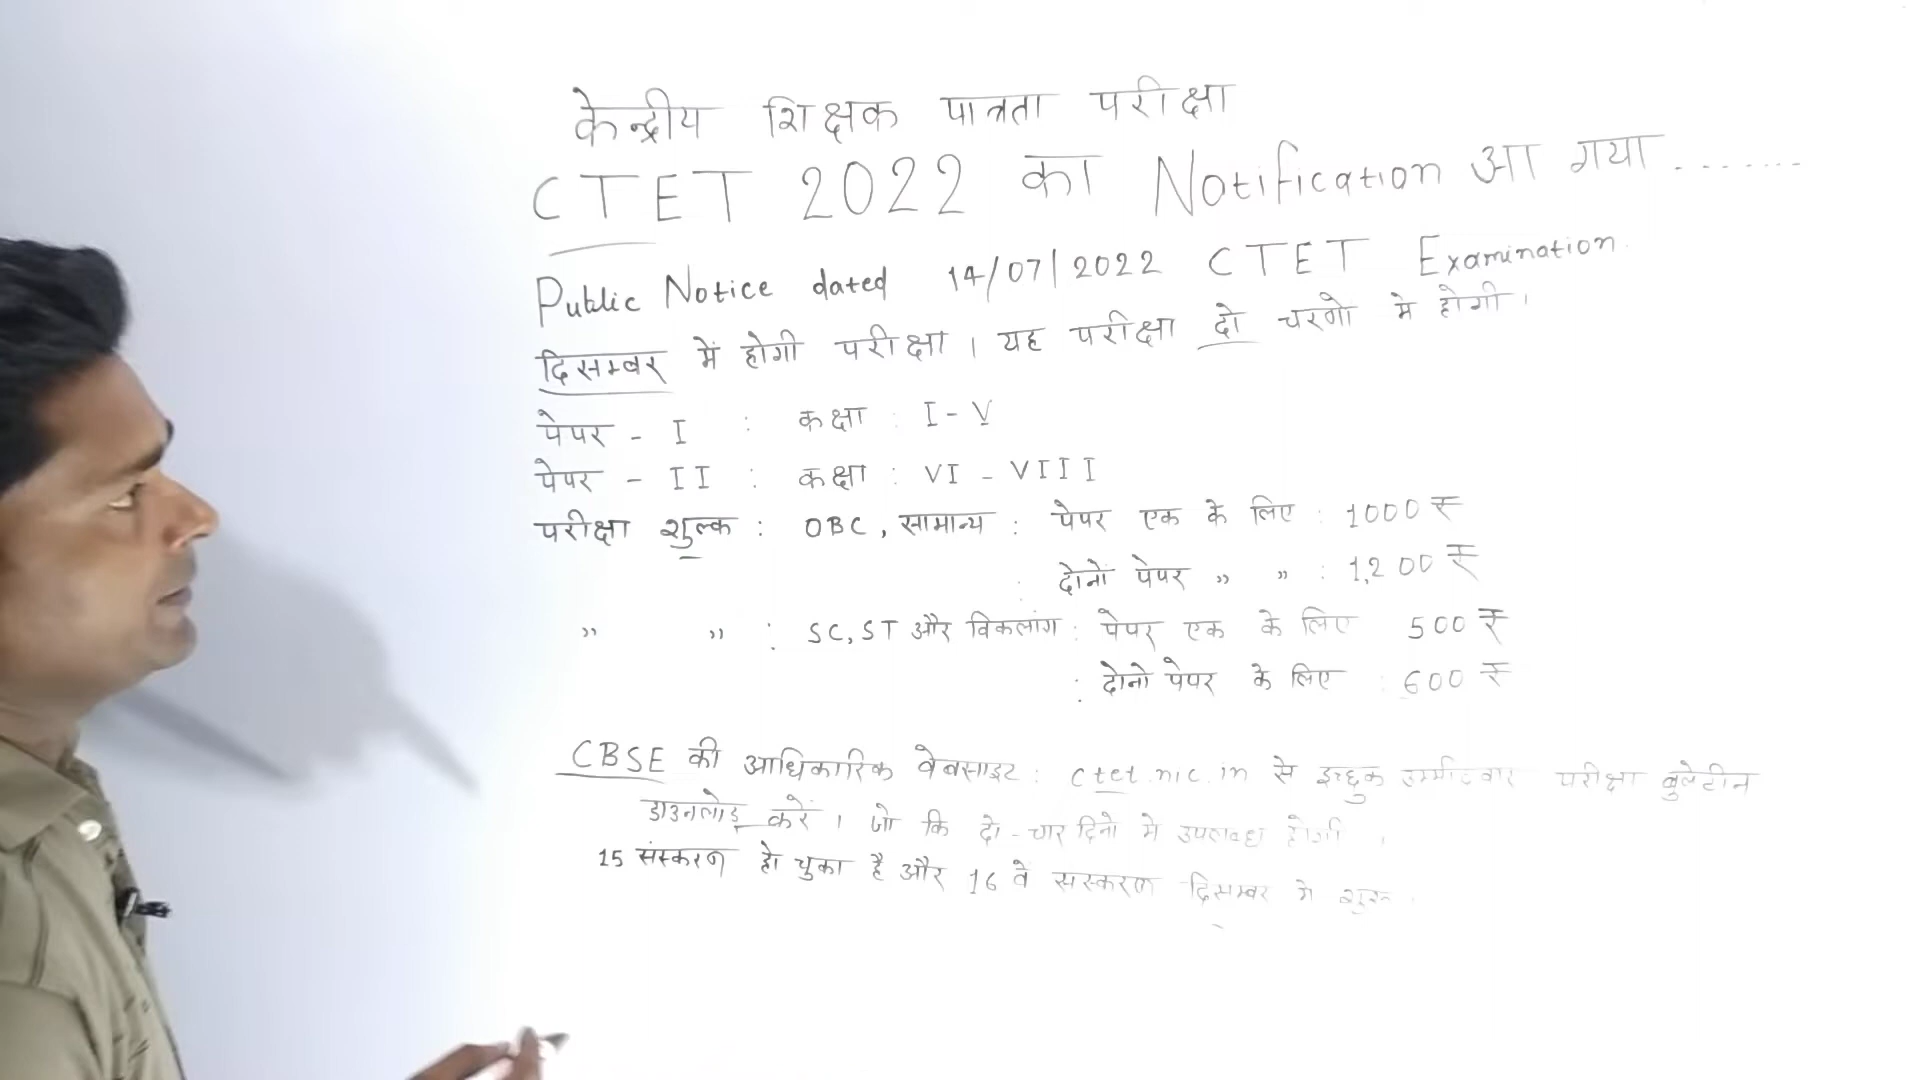 केन्द्रीय शिक्षक पात्रता परीक्षा
CTET 2022 का Notification आ गया ........
Public Notice dated 14/07/2022 CTET Examination
दिसम्बर में होगी परीक्षा । यह परीक्षा दो चरणो मे होगी ।
पेपर - I : कक्षा : I - V
पेपर - II : कक्षा : VI - VIII
परीक्षा शुल्क : OBC, सामान्य : पेपर एक के लिए : 1000 ₹
: दोनों पेपर ,, ,, : 1,200 ₹
,, ,, : SC, ST और विकलांग : पेपर एक के लिए 500 ₹
: दोनो पेपर के लिए : 600 ₹
CBSE की आधिकारिक वेबसाइट : ctet.nic.in से इच्छुक उम्मीदवार परीक्षा बुलेटीन
डाउनलोड करें । जो कि दो - चार दिनो मे उपलब्ध होगी ।
15 संस्करण हो चुका है और 16 वे संस्करण दिसम्बर मे शुरू